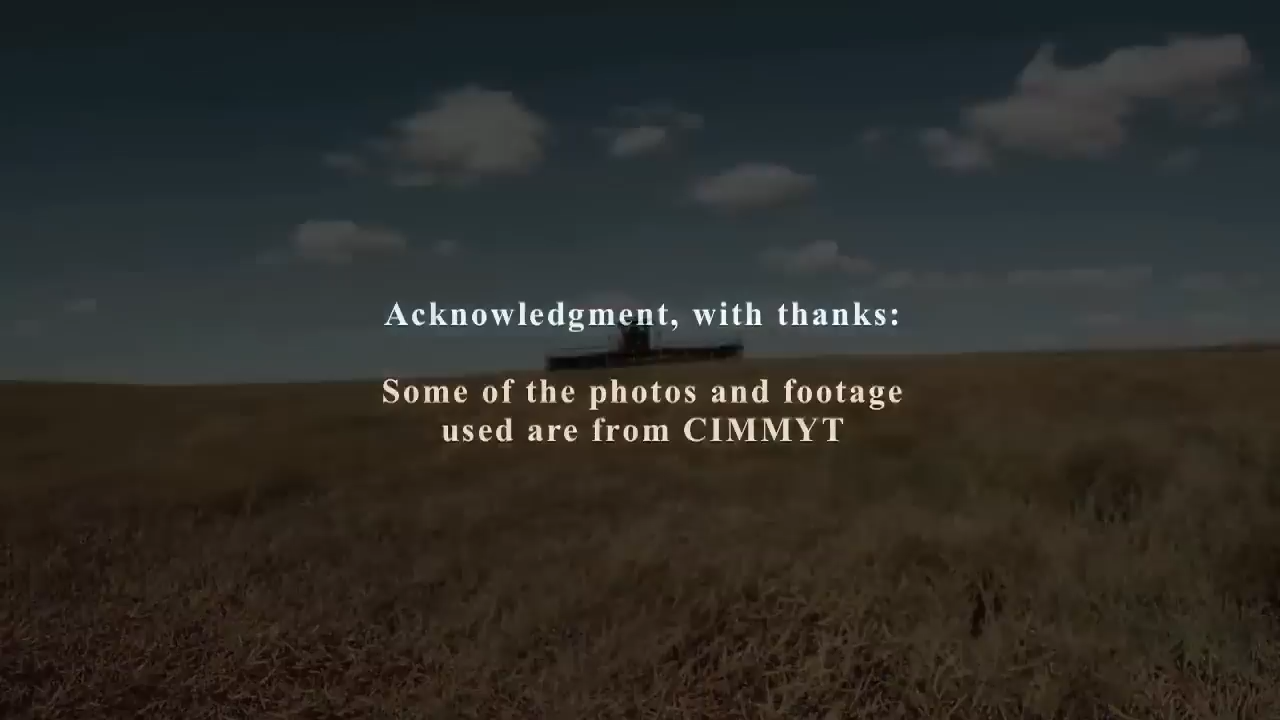 Acknowledgment, with thanks:
Some of the photos and footage
used are from CIMMYT